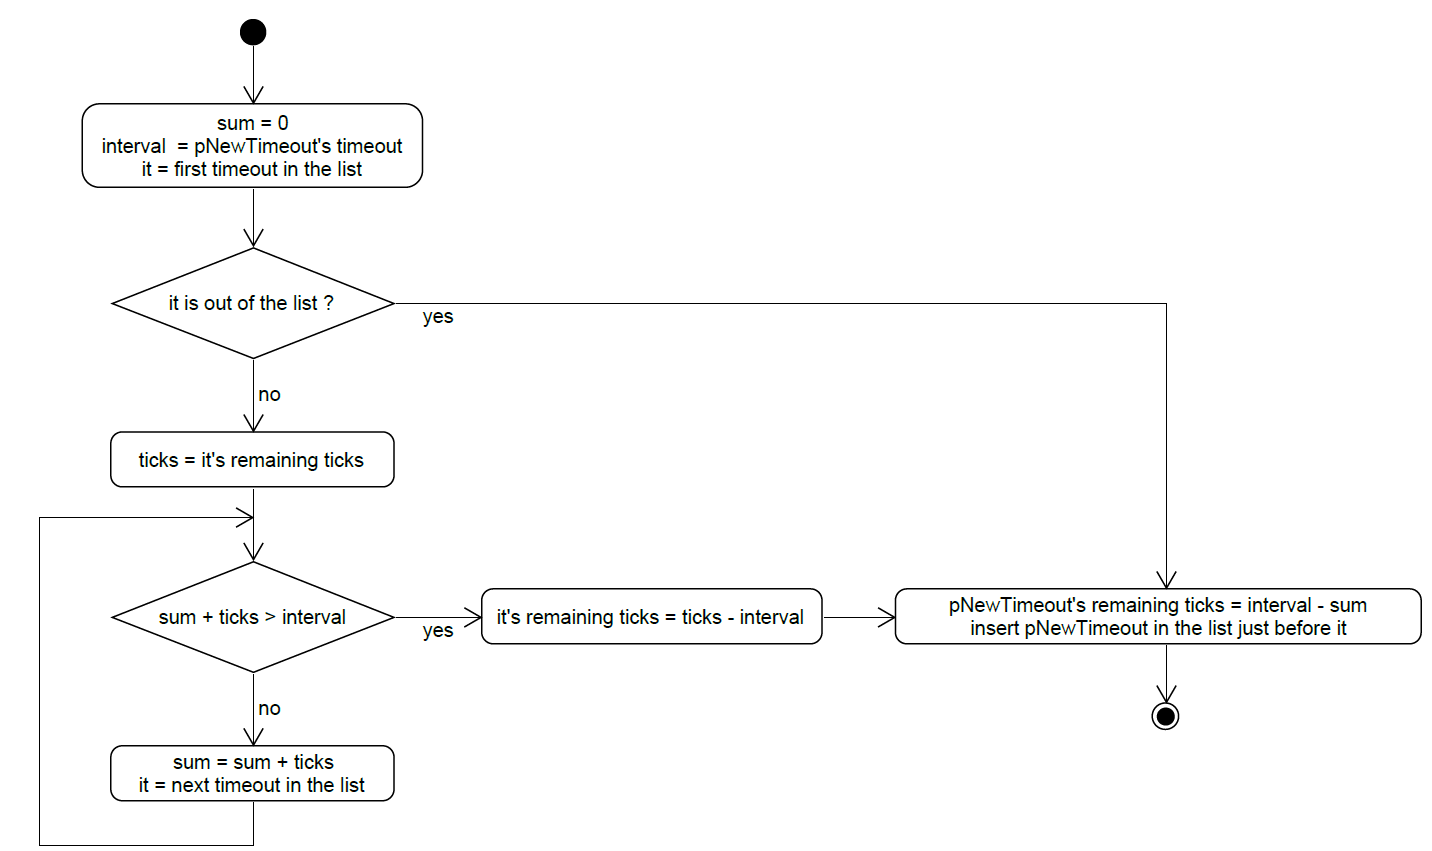 sum = 0
interval  = pNewTimeout's timeout
it = first timeout in the list
it is out of the list ?
yes
no
ticks = it's remaining ticks
sum + ticks > interval
yes
it's remaining ticks = ticks - interval
pNewTimeout's remaining ticks = interval - sum
insert pNewTimeout in the list just before it
no
sum = sum + ticks
it = next timeout in the list